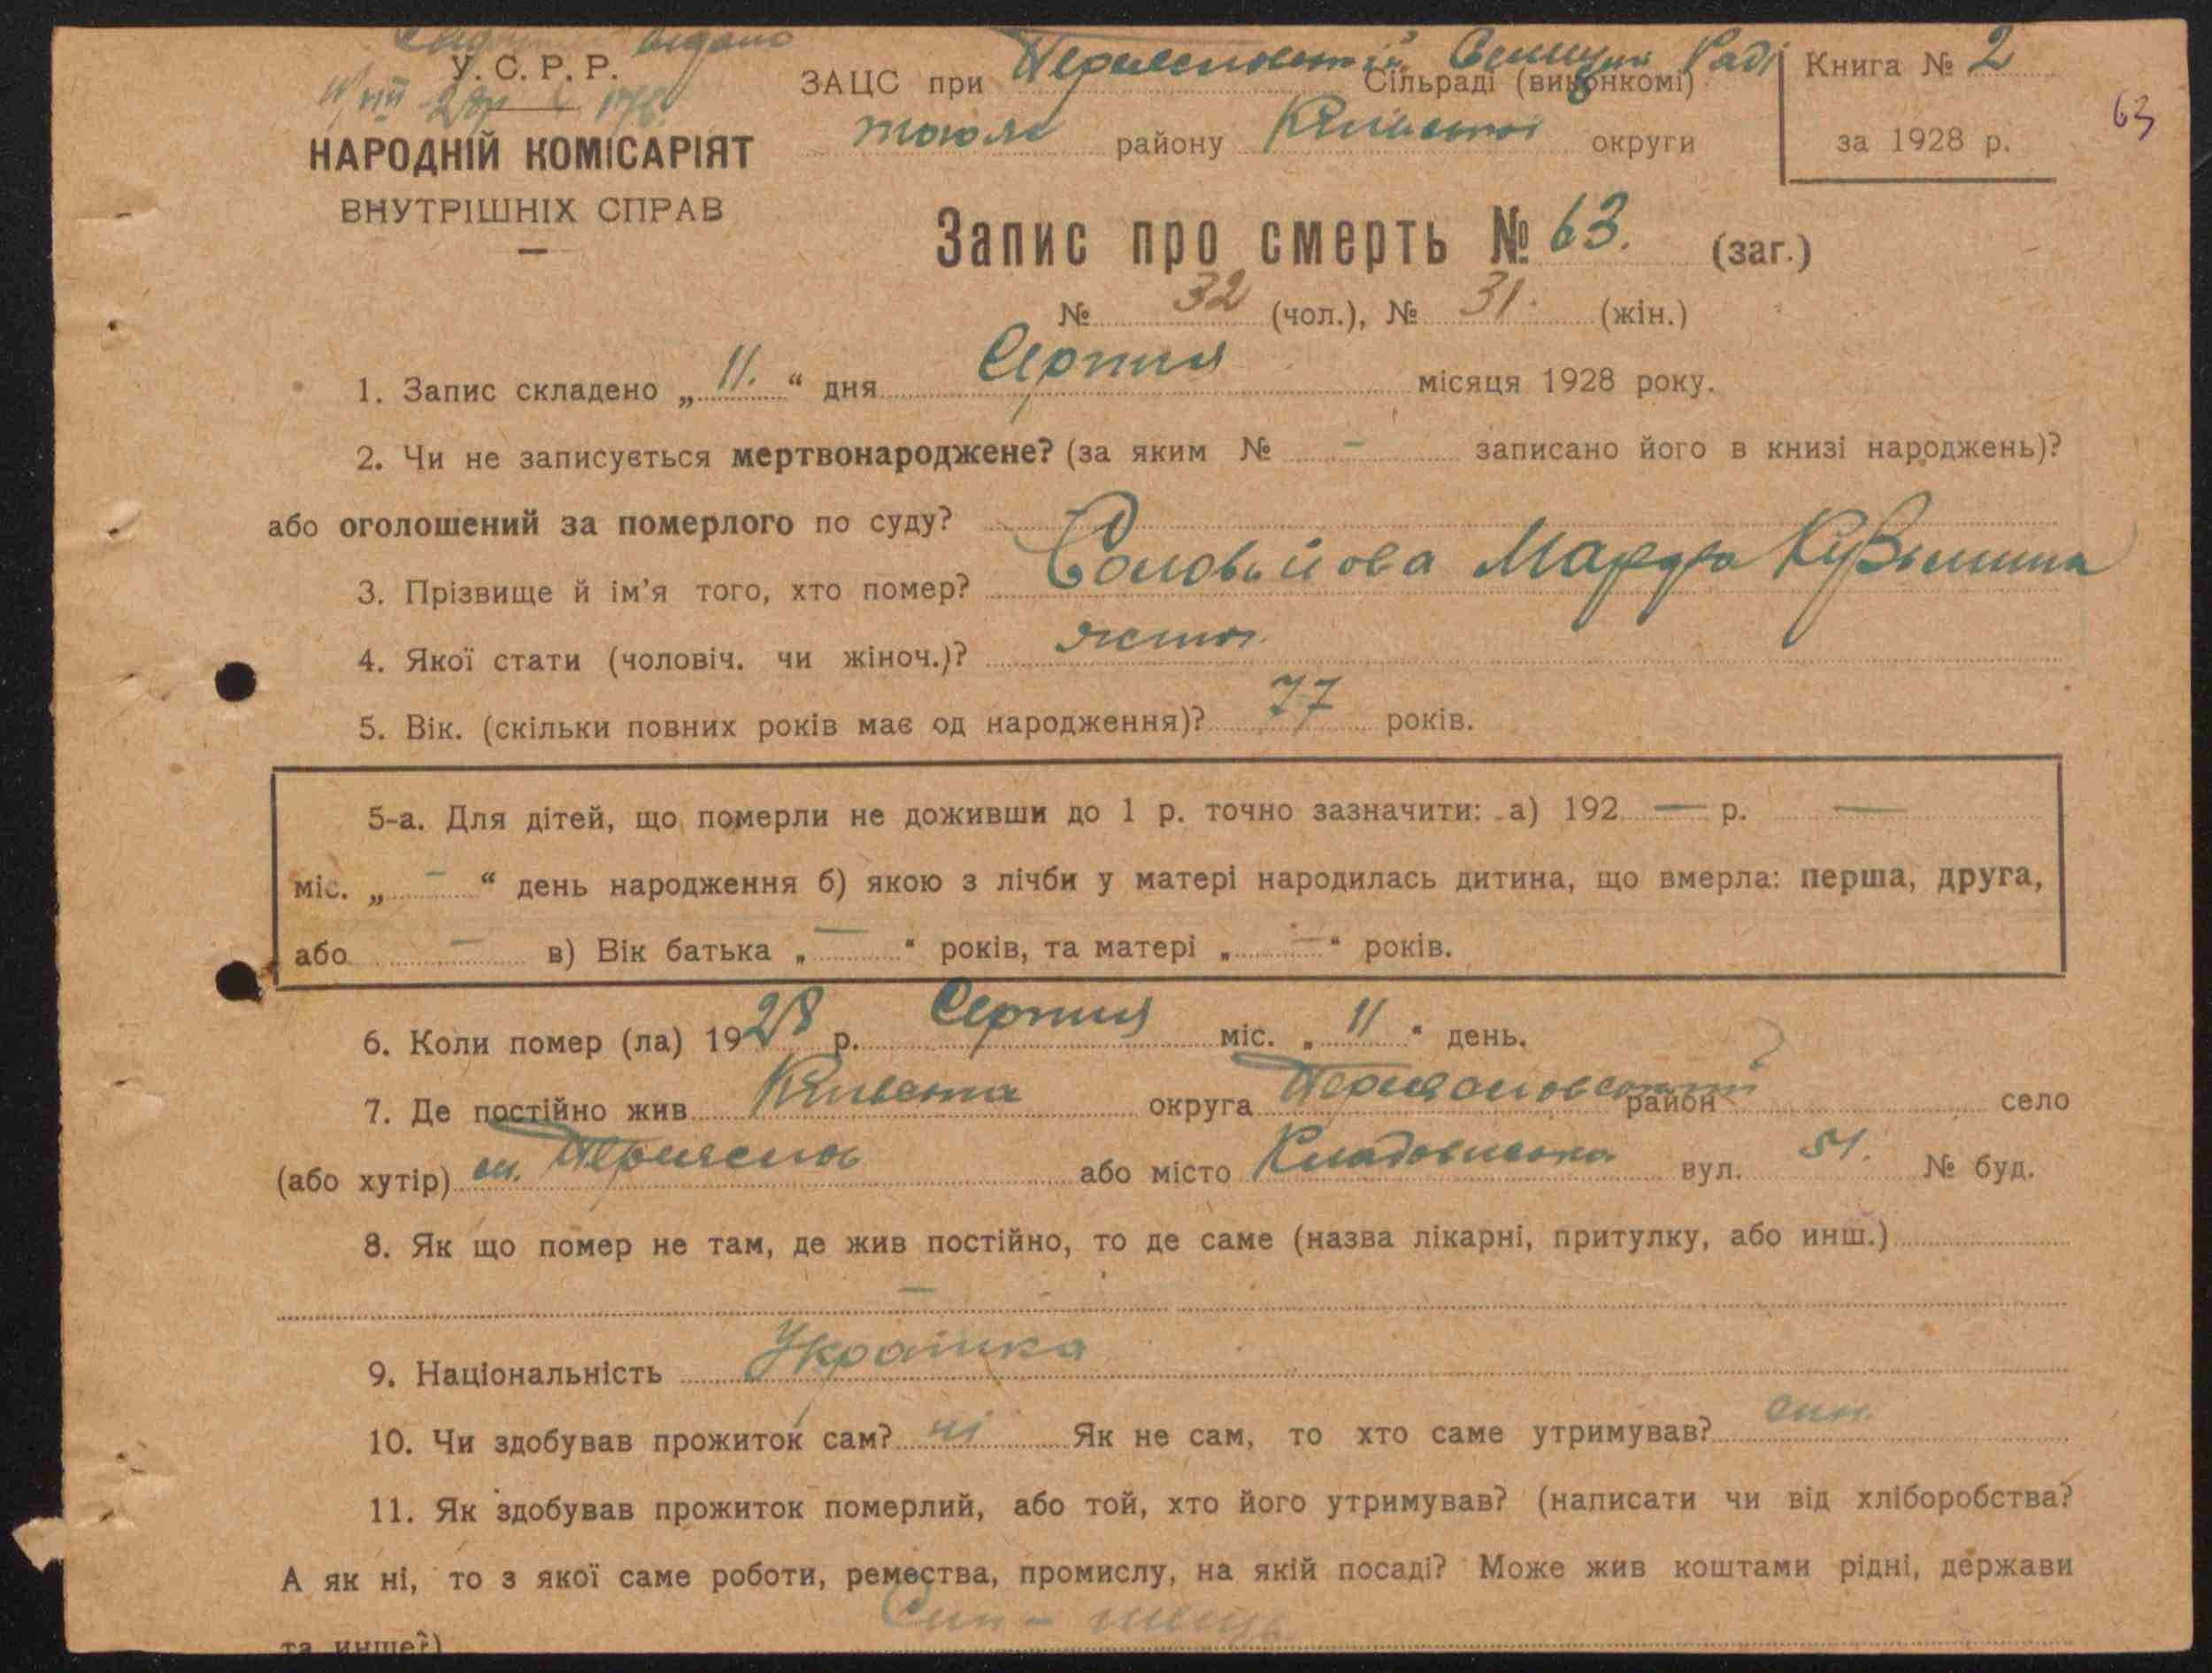 видано
У. С. Р. Р.
НАРОДНІЙ КОМІСАРІЯТ
ВНУТРІШНІХ СПРАВ
ЗАЦС при Раді Сільраді (виконкомі)
району Київської округи
Книга № 2
за 1928 р.
63
Запис про смерть № 63. (заг.)
№ 32 (чол.), № 31. (жін.)
1. Запис складено „ 11. “ дня Серпня місяця 1928 року.
2. Чи не записується мертвонароджене? (за яким № – записано його в книзі народжень)?
або оголошений за померлого по суду?
3. Прізвище й ім'я того, хто помер? Соловьйова
4. Якої стати (чоловіч. чи жіноч.)?
5. Вік. (скільки повних років має од народження)? 77 років.
5-а. Для дітей, що померли не доживши до 1 р. точно зазначити: а) 192 — р. —
міс. „ – “ день народження б) якою з лічби у матері народилась дитина, що вмерла: перша, друга,
або – в) Вік батька „ — “ років, та матері „ — “ років.
6. Коли помер (ла) 1928 р. Серпня міс. „ 11 “ день.
7. Де постійно жив Київська округа район село
(або хутір) м. або місто вул. 51. № буд.
8. Як що помер не там, де жив постійно, то де саме (назва лікарні, притулку, або инш.)
–
9. Національність Українка
10. Чи здобував прожиток сам? ні Як не сам, то хто саме утримував? син.
11. Як здобував прожиток померлий, або той, хто його утримував? (написати чи від хліборобства?
А як ні, то з якої саме роботи, ремества, промислу, на якій посаді? Може жив коштами рідні, держави
та инше?) Син – швець